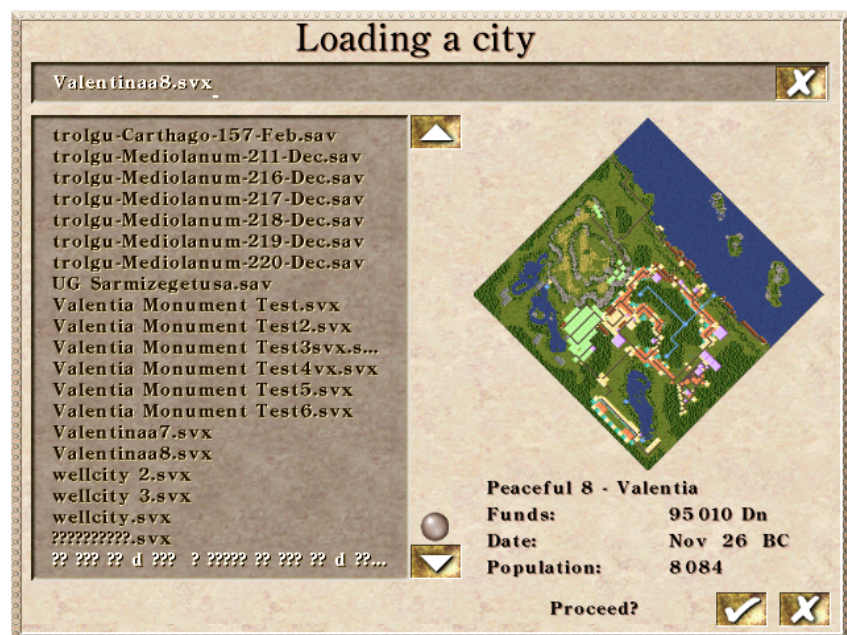 Loading a city
Valentinaa8.svx_
trolgu-Carthago-157-Feb.sav
trolgu-Mediolanum-211-Dec.sav
trolgu-Mediolanum-216-Dec.sav
trolgu-Mediolanum-217-Dec.sav
trolgu-Mediolanum-218-Dec.sav
trolgu-Mediolanum-219-Dec.sav
trolgu-Mediolanum-220-Dec.sav
UG Sarmizegetusa.sav
Valentia Monument Test.svx
Valentia Monument Test2.svx
Valentia Monument Test3svx.s...
Valentia Monument Test4vx.svx
Valentia Monument Test5.svx
Valentia Monument Test6.svx
Valentinaa7.svx
Valentinaa8.svx
wellcity 2.svx
wellcity 3.svx
wellcity.svx
??????????.svx
?? ??? ?? d ??? ? ????? ?? ??? ?? d ??...
Peaceful 8 - Valentia
Funds: 95 010 Dn
Date: Nov 26 BC
Population: 8 084
Proceed?